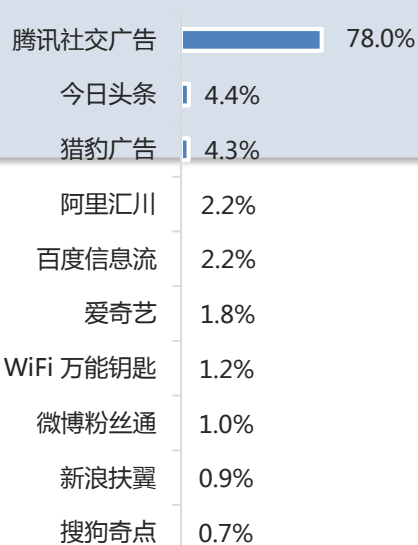 腾讯社交广告 78.0%
今日头条 4.4%
猎豹广告 4.3%
阿里汇川 2.2%
百度信息流 2.2%
爱奇艺 1.8%
WiFi 万能钥匙 1.2%
微博粉丝通 1.0%
新浪扶翼 0.9%
搜狗奇点 0.7%